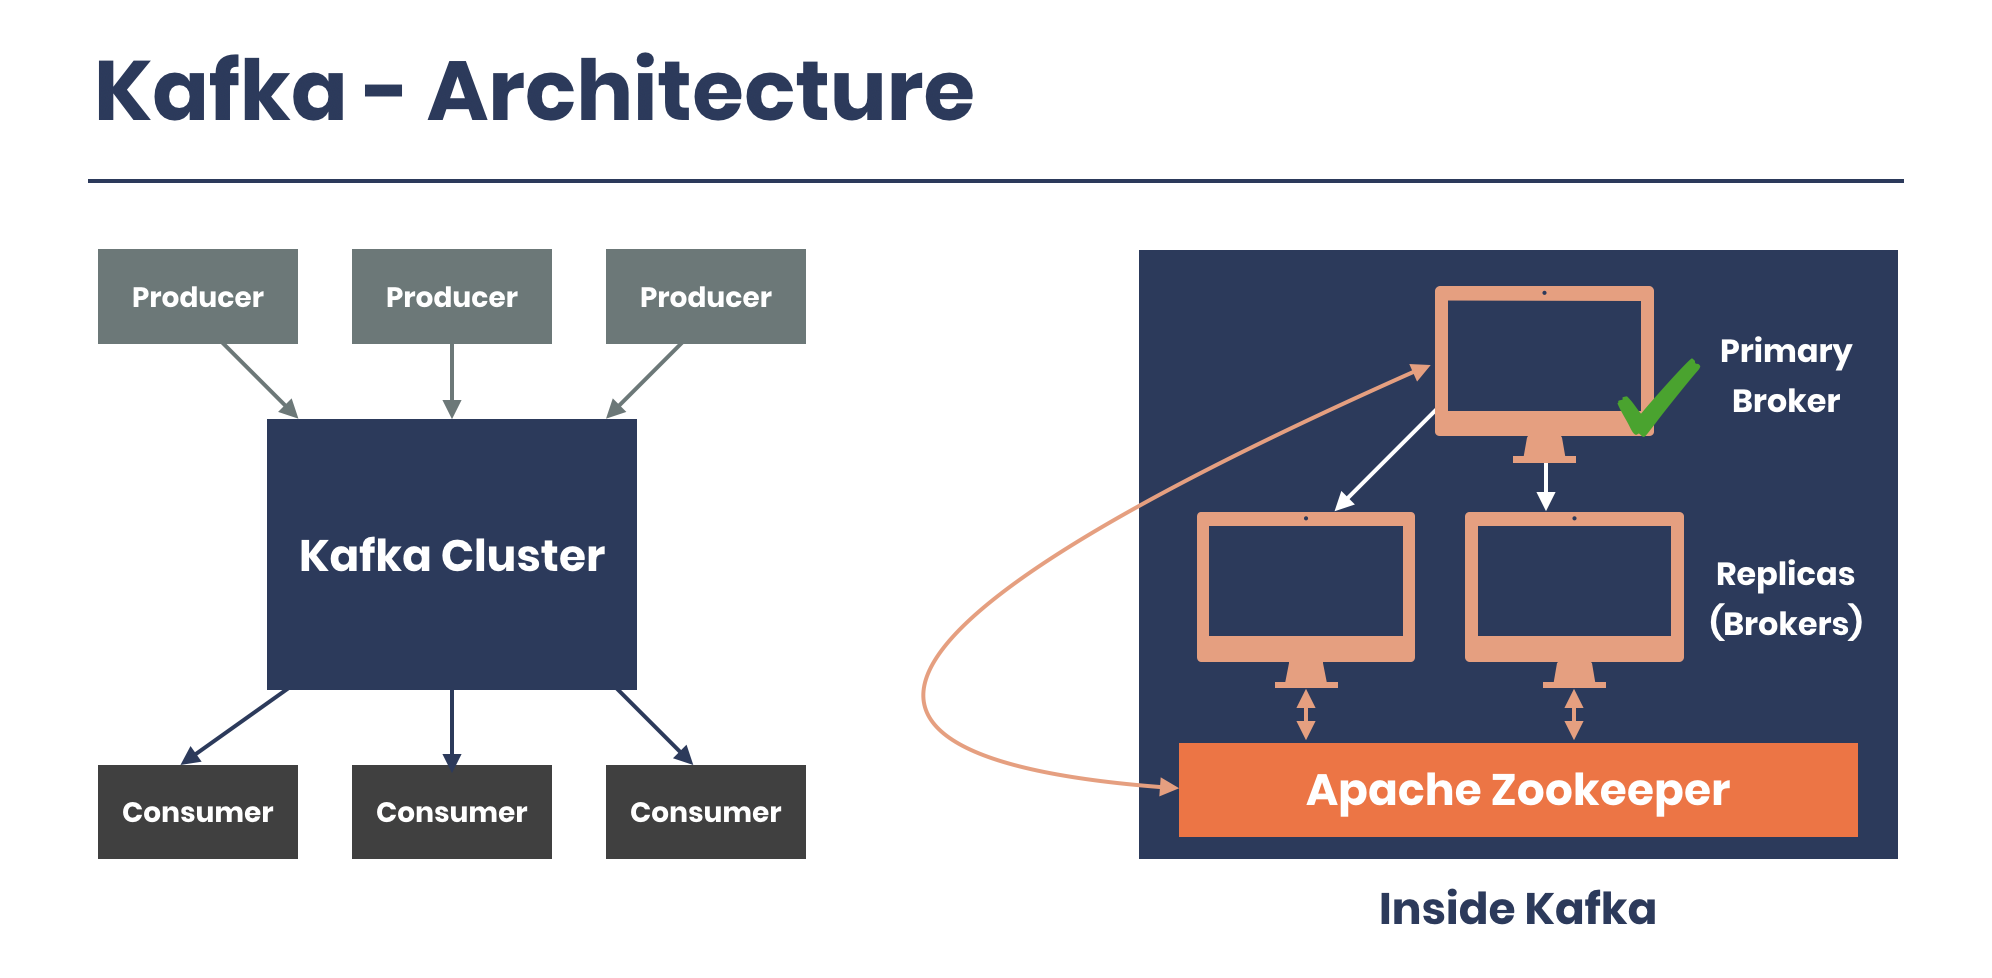 Kafka - Architecture
Producer
Producer
Producer
Kafka Cluster
Consumer
Consumer
Consumer
Primary
Broker
Replicas
(Brokers)
Apache Zookeeper
Inside Kafka